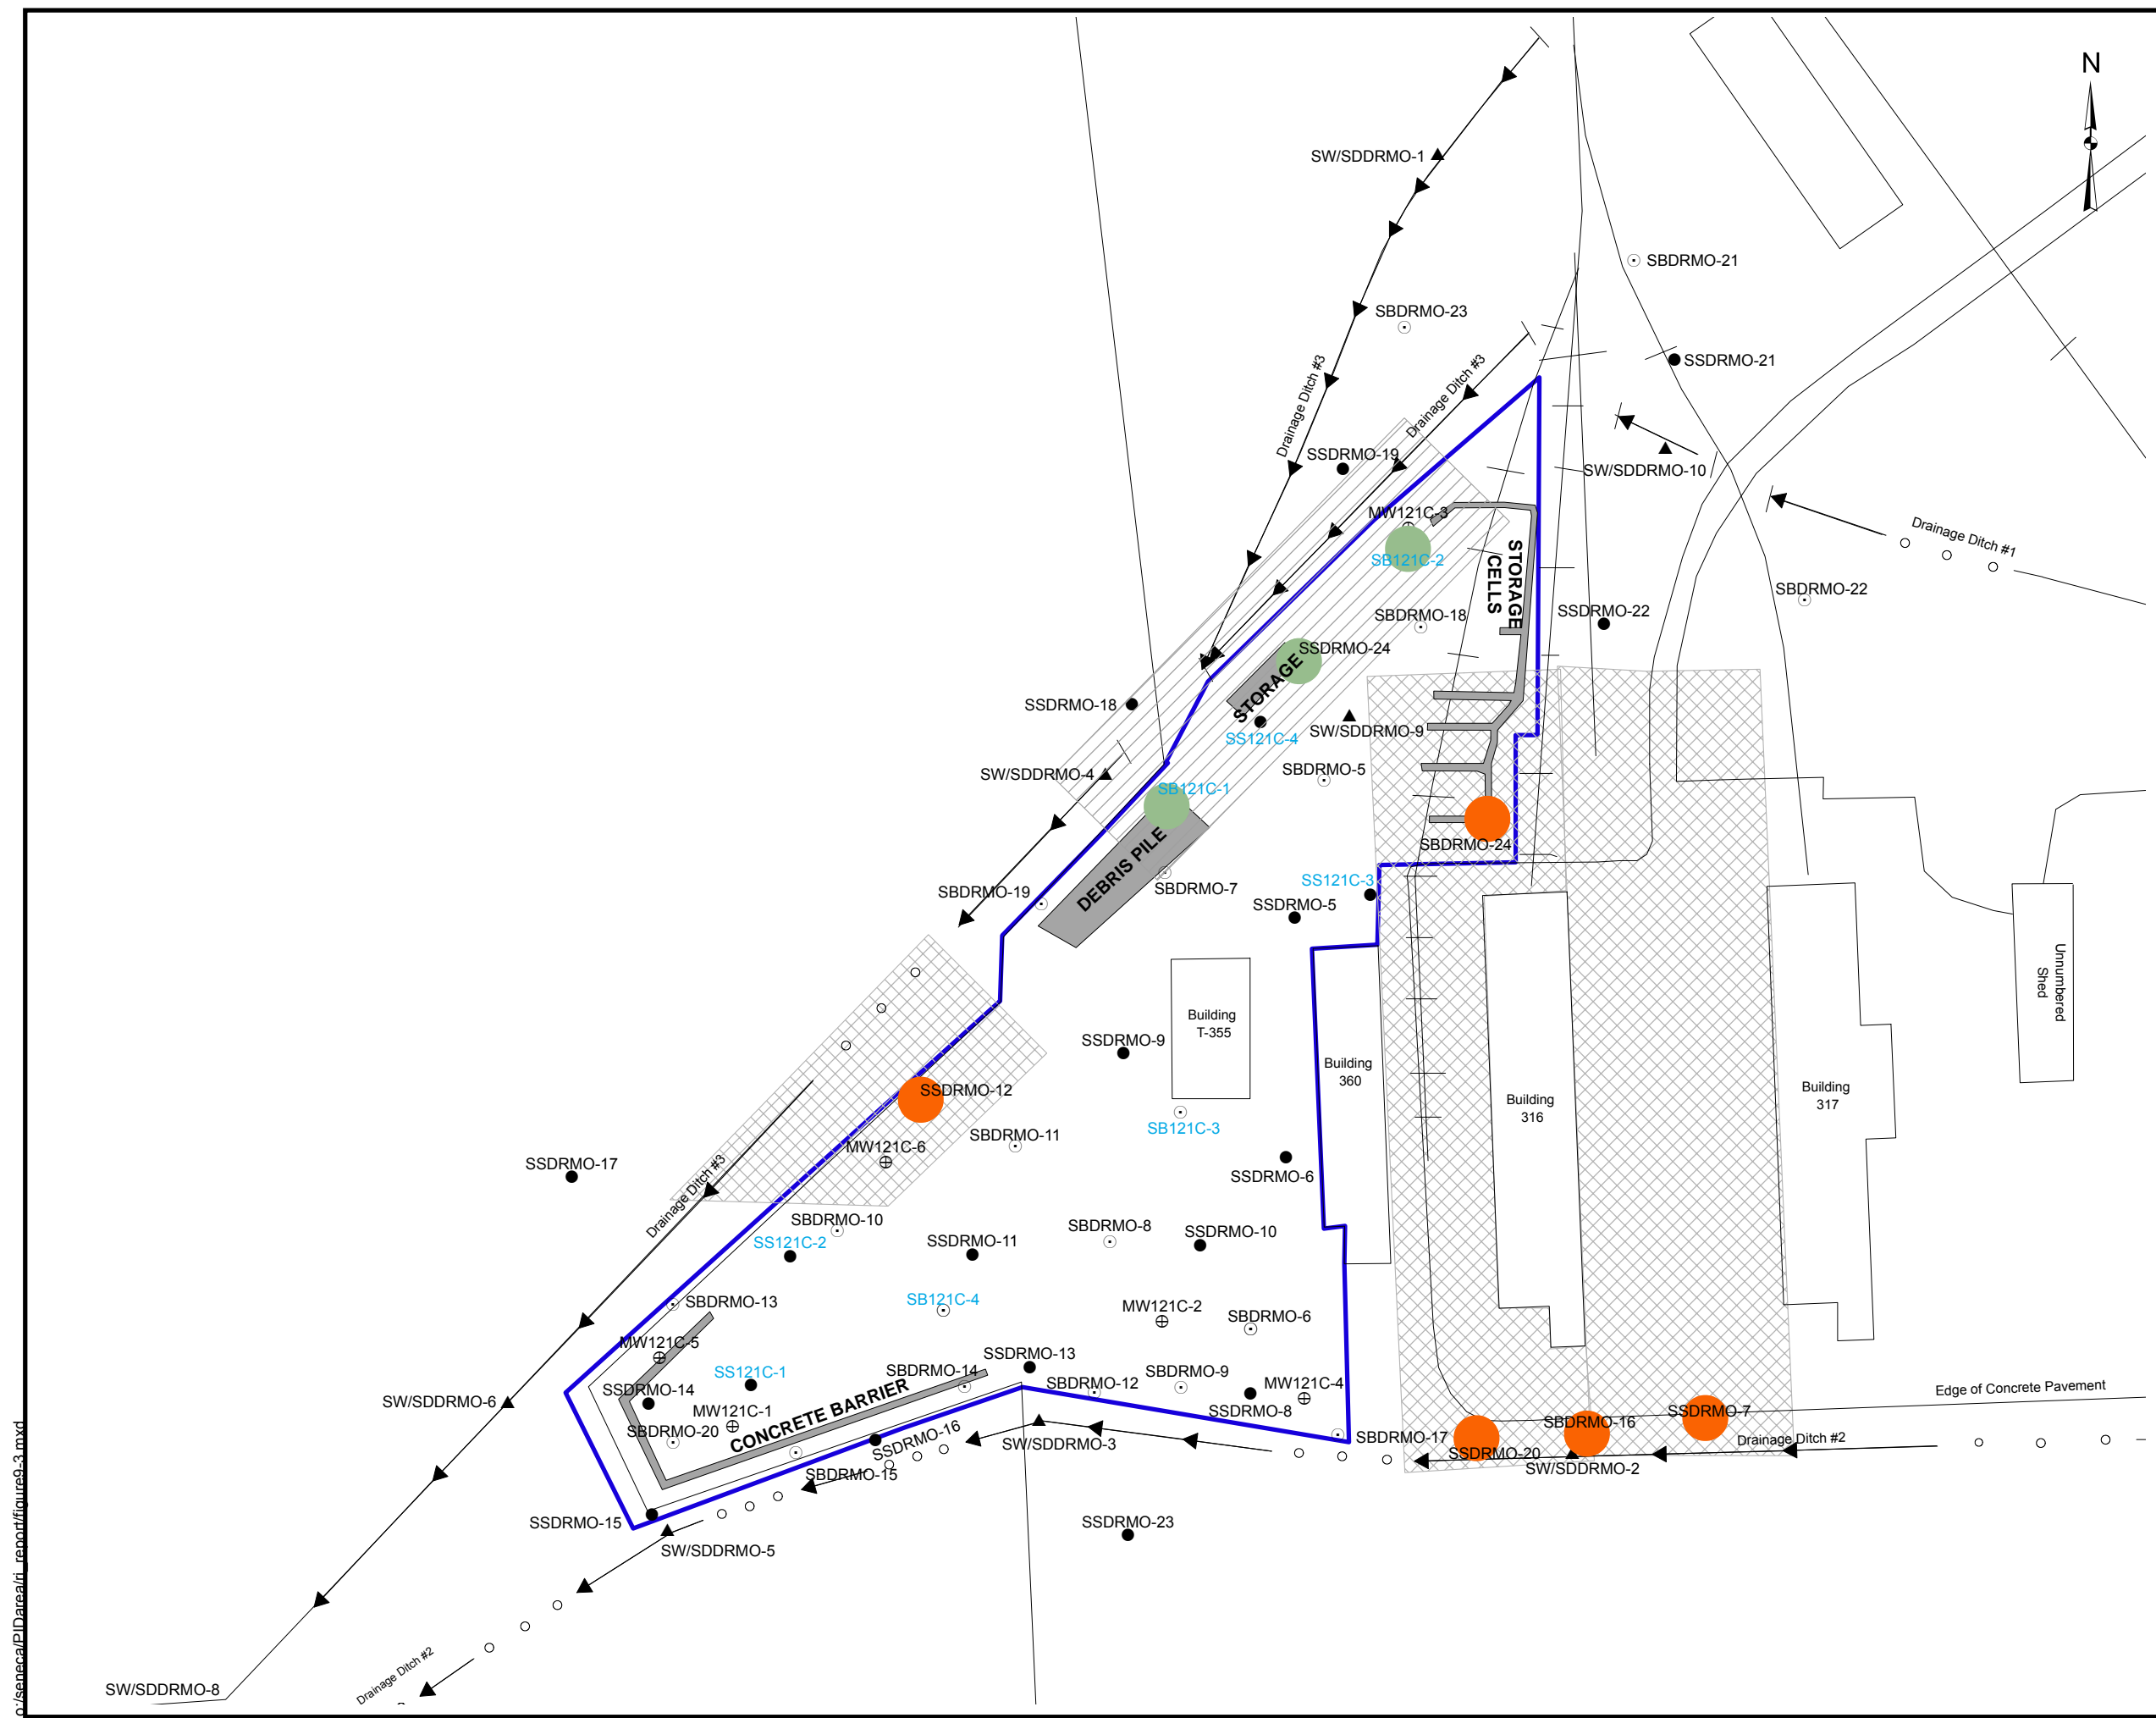 N
SW/SDDRMO-1
SBDRMO-21
SBDRMO-23
Drainage Ditch #3
Drainage Ditch #3
SSDRMO-21
SSDRMO-19
SW/SDDRMO-10
MW121C-3
Drainage Ditch #1
STORAGE
CELLS
SB121C-2
SBDRMO-22
SBDRMO-18
SSDRMO-22
SSDRMO-24
STORAGE
SSDRMO-18
SS121C-4
SW/SDDRMO-9
SW/SDDRMO-4
SBDRMO-5
SB121C-1
SBDRMO-24
DEBRIS PILE
SS121C-3
SBDRMO-19
SBDRMO-7
SSDRMO-5
Unnumbered
Shed
Building
T-355
SSDRMO-9
Building
360
Building
316
Building
317
SSDRMO-12
SB121C-3
SBDRMO-11
MW121C-6
SSDRMO-17
SSDRMO-6
Drainage Ditch #3
SBDRMO-10
SBDRMO-8
SSDRMO-10
SS121C-2
SSDRMO-11
SB121C-4
SBDRMO-13
MW121C-2
SBDRMO-6
MW121C-5
SSDRMO-13
SS121C-1
SBDRMO-14
SBDRMO-9
SBDRMO-12
MW121C-4
SSDRMO-14
Edge of Concrete Pavement
SW/SDDRMO-6
MW121C-1
SSDRMO-8
SSDRMO-7
CONCRETE BARRIER
SBDRMO-16
SBDRMO-20
SSDRMO-16
SBDRMO-17
Drainage Ditch #2
SW/SDDRMO-3
SSDRMO-20
SW/SDDRMO-2
SBDRMO-15
SSDRMO-15
SSDRMO-23
SW/SDDRMO-5
Drainage Ditch #2
SW/SDDRMO-8
o:/seneca/PIDarea/ri_report/figure9-3.mxd